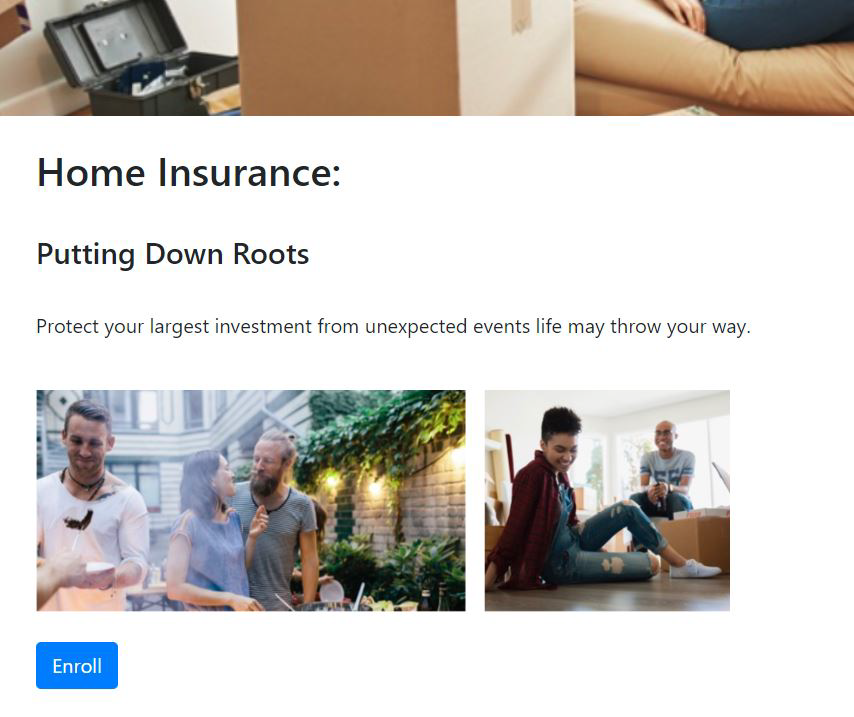 Home Insurance:
Putting Down Roots
Protect your largest investment from unexpected events life may throw your way.
Enroll